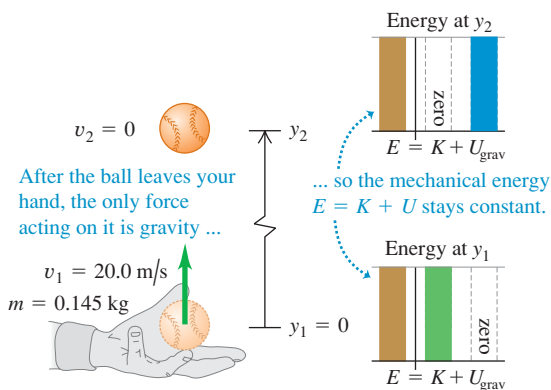 Energy at y₂
zero
E = K + U_grav
v₂ = 0
y₂
After the ball leaves your
hand, the only force
acting on it is gravity ...
... so the mechanical energy
E = K + U stays constant.
v₁ = 20.0 m/s
m = 0.145 kg
y₁ = 0
Energy at y₁
zero
E = K + U_grav